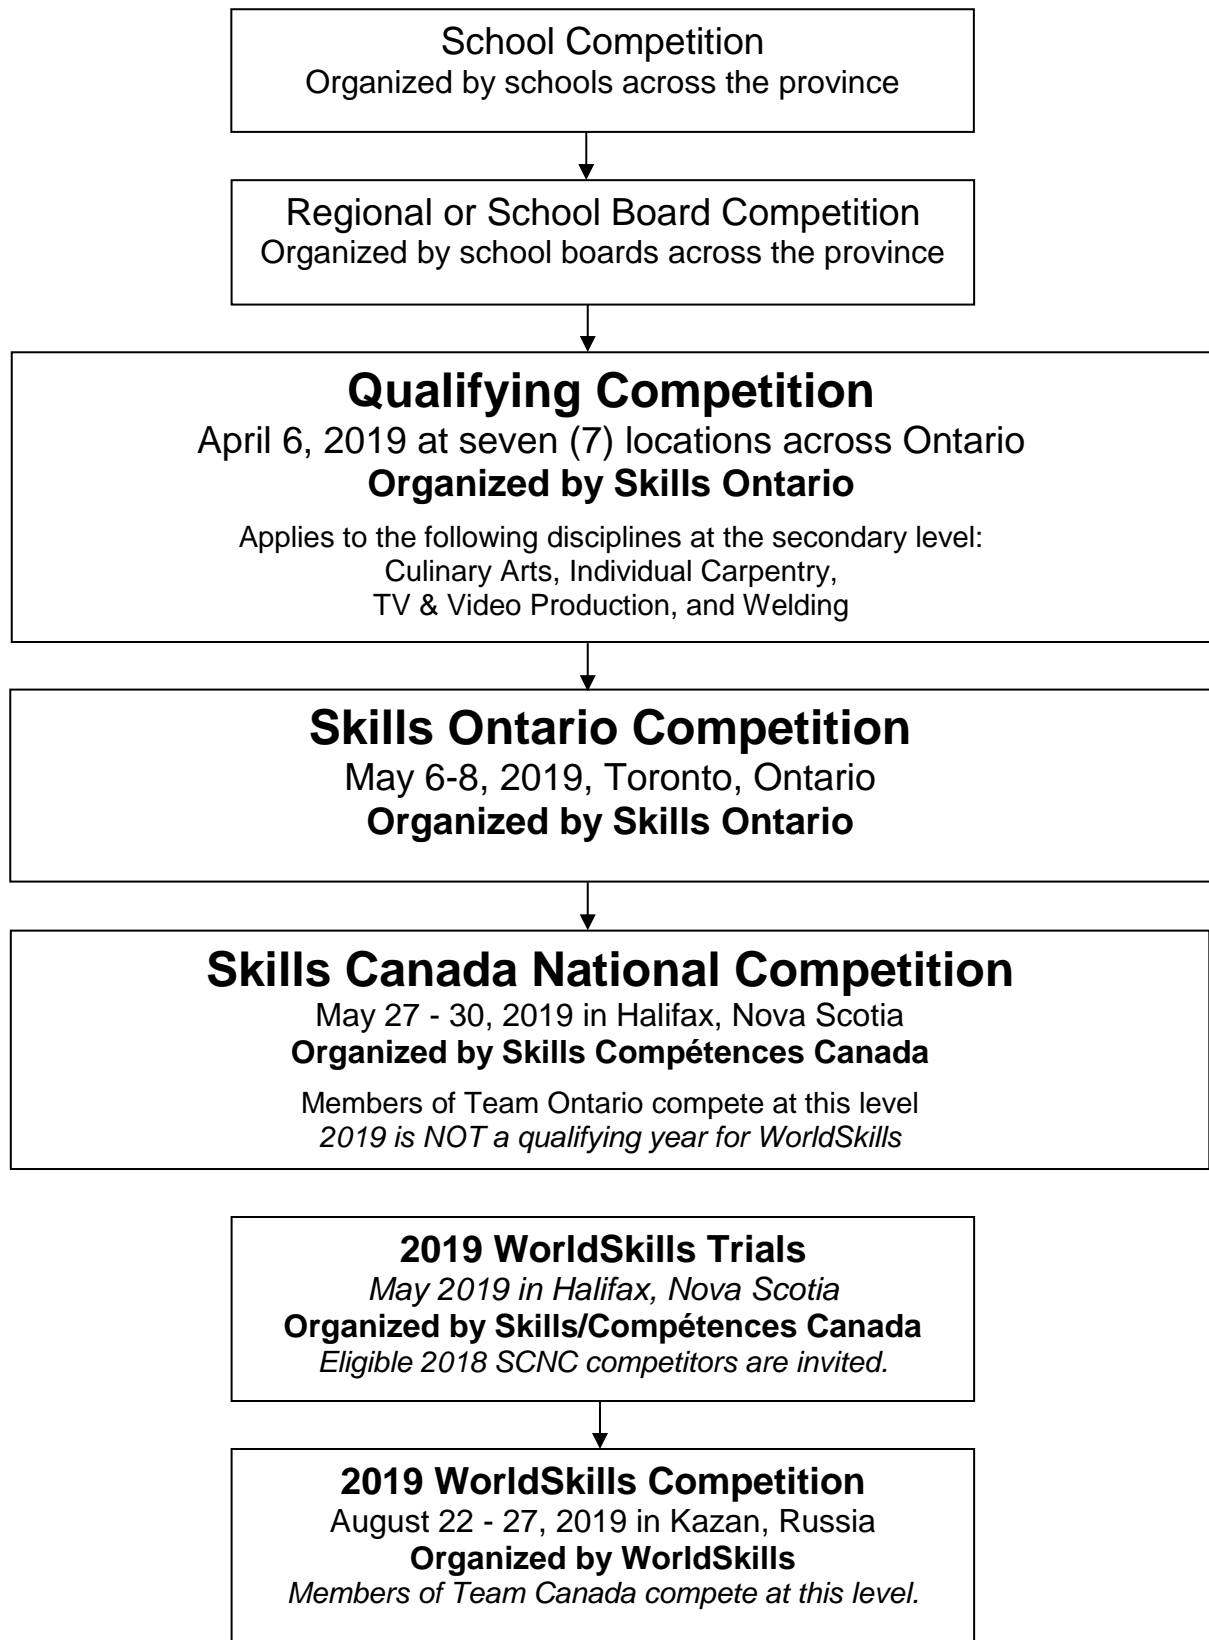 School Competition
Organized by schools across the province
Regional or School Board Competition
Organized by school boards across the province
Qualifying Competition
April 6, 2019 at seven (7) locations across Ontario
Organized by Skills Ontario
Applies to the following disciplines at the secondary level:
Culinary Arts, Individual Carpentry,
TV & Video Production, and Welding
Skills Ontario Competition
May 6-8, 2019, Toronto, Ontario
Organized by Skills Ontario
Skills Canada National Competition
May 27 - 30, 2019 in Halifax, Nova Scotia
Organized by Skills Compétences Canada
Members of Team Ontario compete at this level
2019 is NOT a qualifying year for WorldSkills
2019 WorldSkills Trials
May 2019 in Halifax, Nova Scotia
Organized by Skills/Compétences Canada
Eligible 2018 SCNC competitors are invited.
2019 WorldSkills Competition
August 22 - 27, 2019 in Kazan, Russia
Organized by WorldSkills
Members of Team Canada compete at this level.